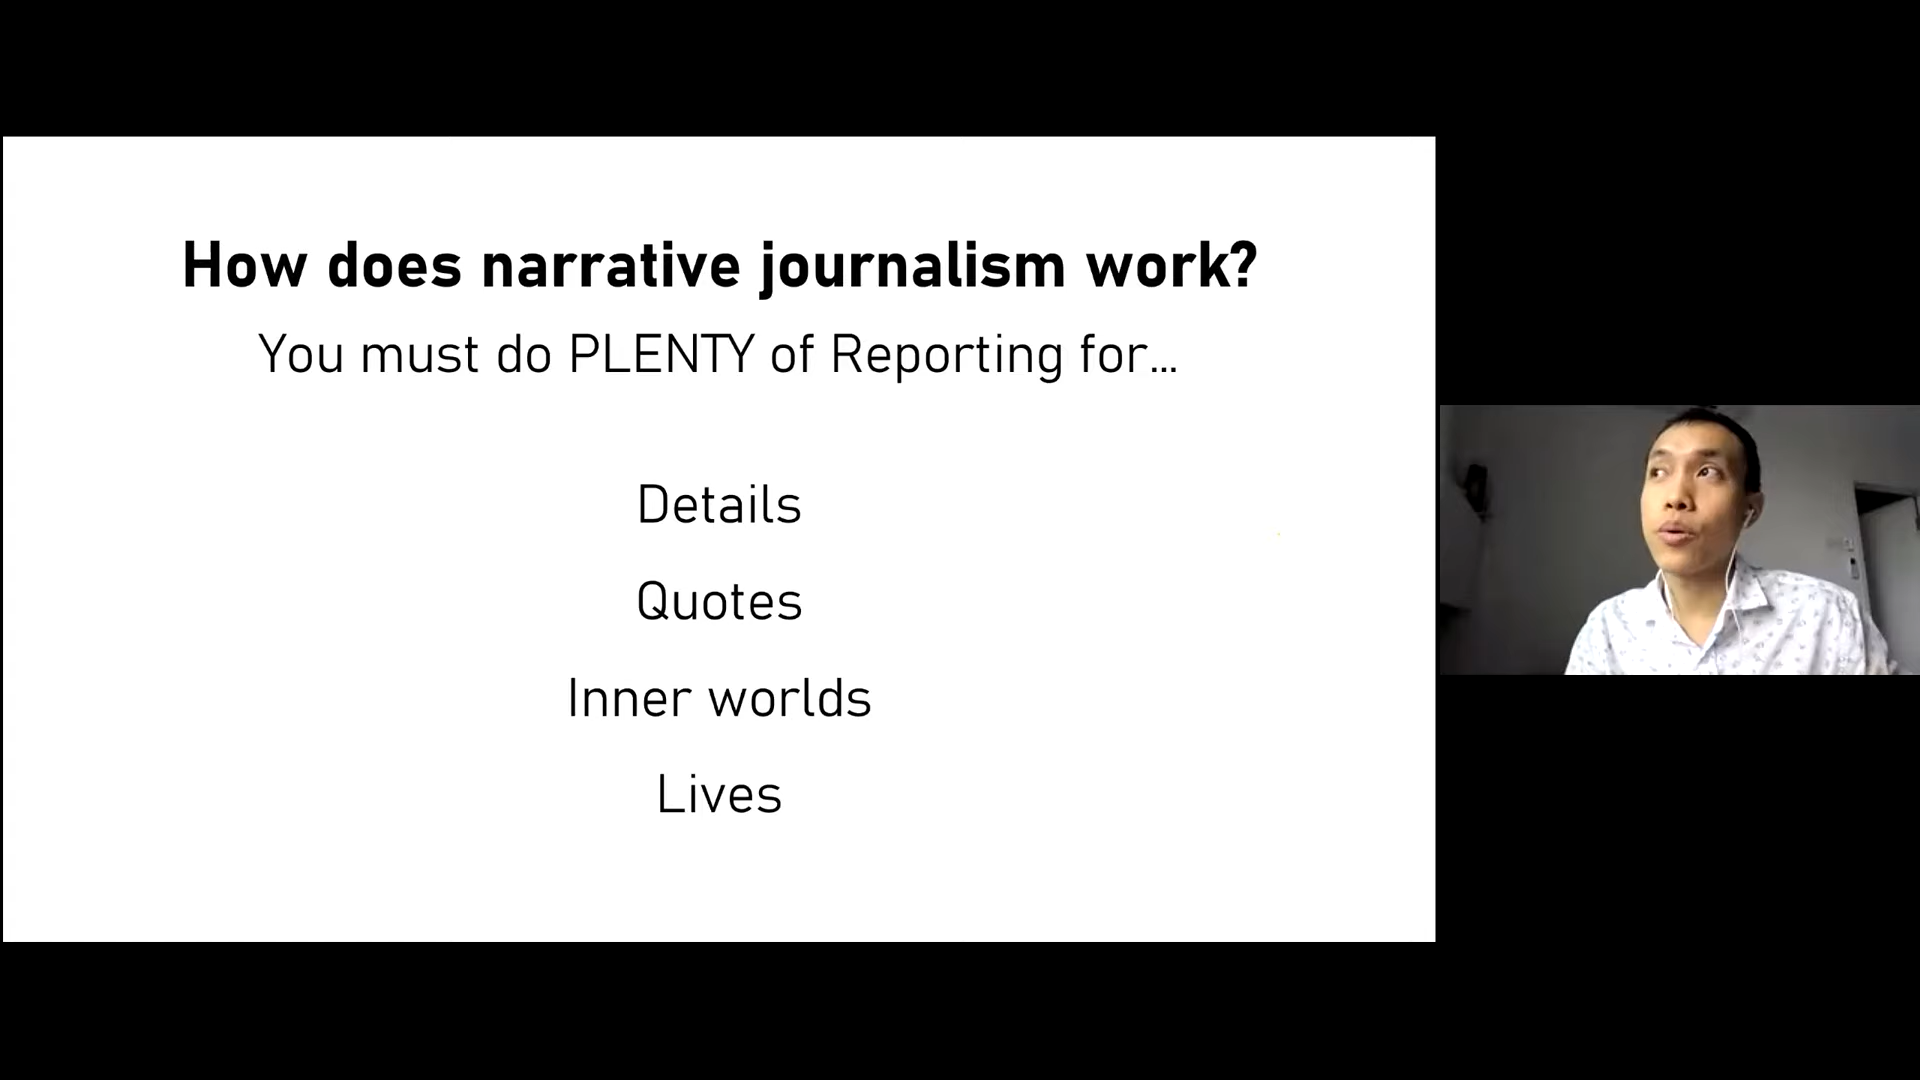 How does narrative journalism work?
You must do PLENTY of Reporting for...
Details
Quotes
Inner worlds
Lives